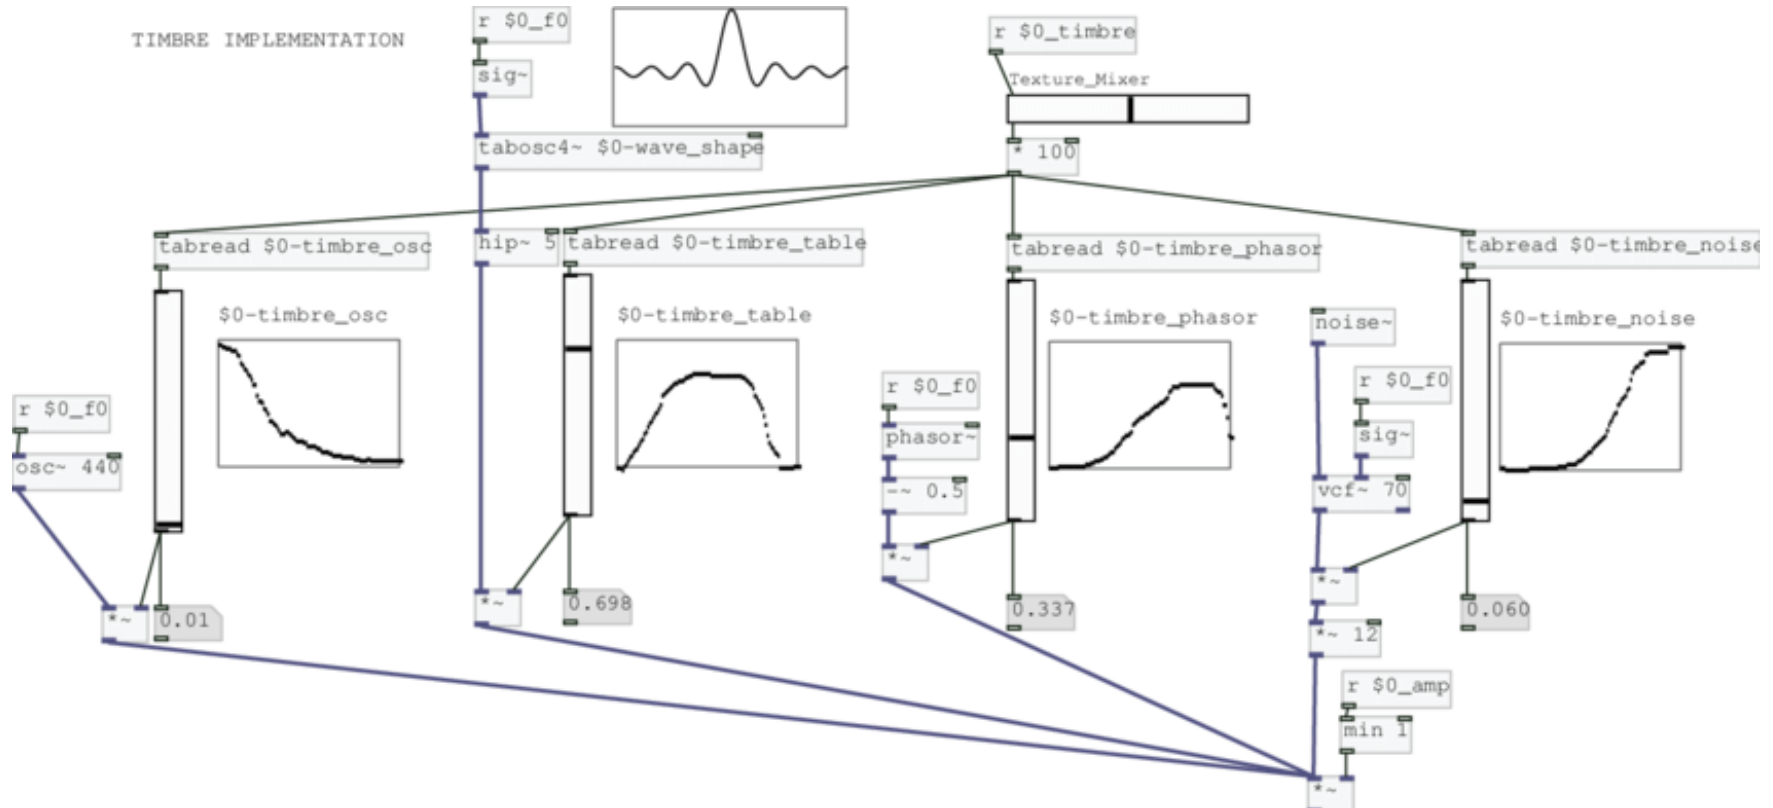 TIMBRE IMPLEMENTATION
r $0_f0
sig~
tabosc4~ $0-wave_shape
r $0_timbre
Texture_Mixer
* 100
tabread $0-timbre_osc
hip~ 5
tabread $0-timbre_table
tabread $0-timbre_phasor
tabread $0-timbre_noise
$0-timbre_osc
$0-timbre_table
$0-timbre_phasor
$0-timbre_noise
r $0_f0
osc~ 440
r $0_f0
phasor~
-~ 0.5
*~
noise~
r $0_f0
sig~
vcf~ 70
*~
*~ 12
*~
0.01
*~
0.698
0.337
0.060
r $0_amp
min 1
*~